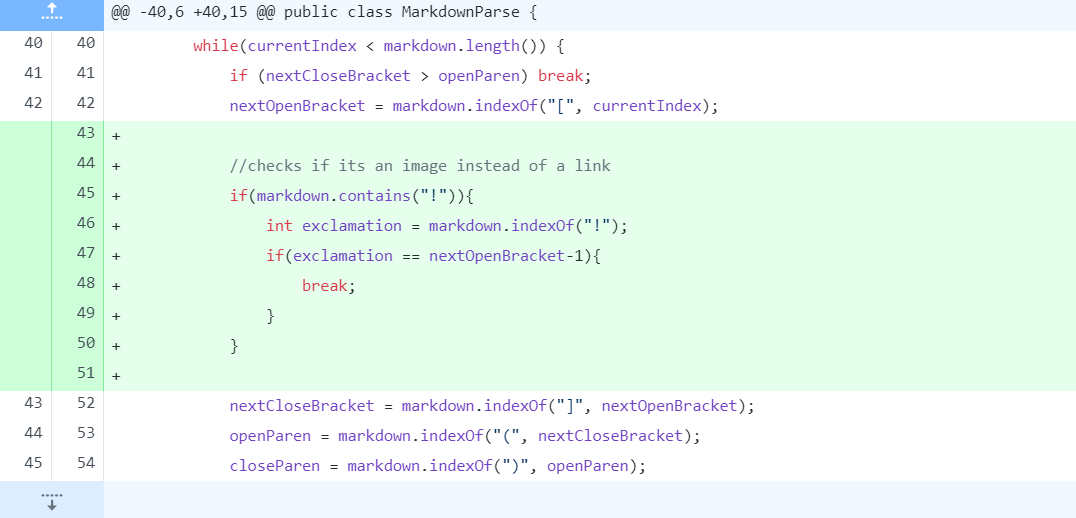 @@ -40,6 +40,15 @@ public class MarkdownParse {
40 40 while(currentIndex < markdown.length()) {
41 41 if (nextCloseBracket > openParen) break;
42 42 nextOpenBracket = markdown.indexOf("[", currentIndex);
43 +
44 + //checks if its an image instead of a link
45 + if(markdown.contains("!")){
46 + int exclamation = markdown.indexOf("!");
47 + if(exclamation == nextOpenBracket-1){
48 + break;
49 + }
50 + }
51 +
43 52 nextCloseBracket = markdown.indexOf("]", nextOpenBracket);
44 53 openParen = markdown.indexOf("(", nextCloseBracket);
45 54 closeParen = markdown.indexOf(")", openParen);